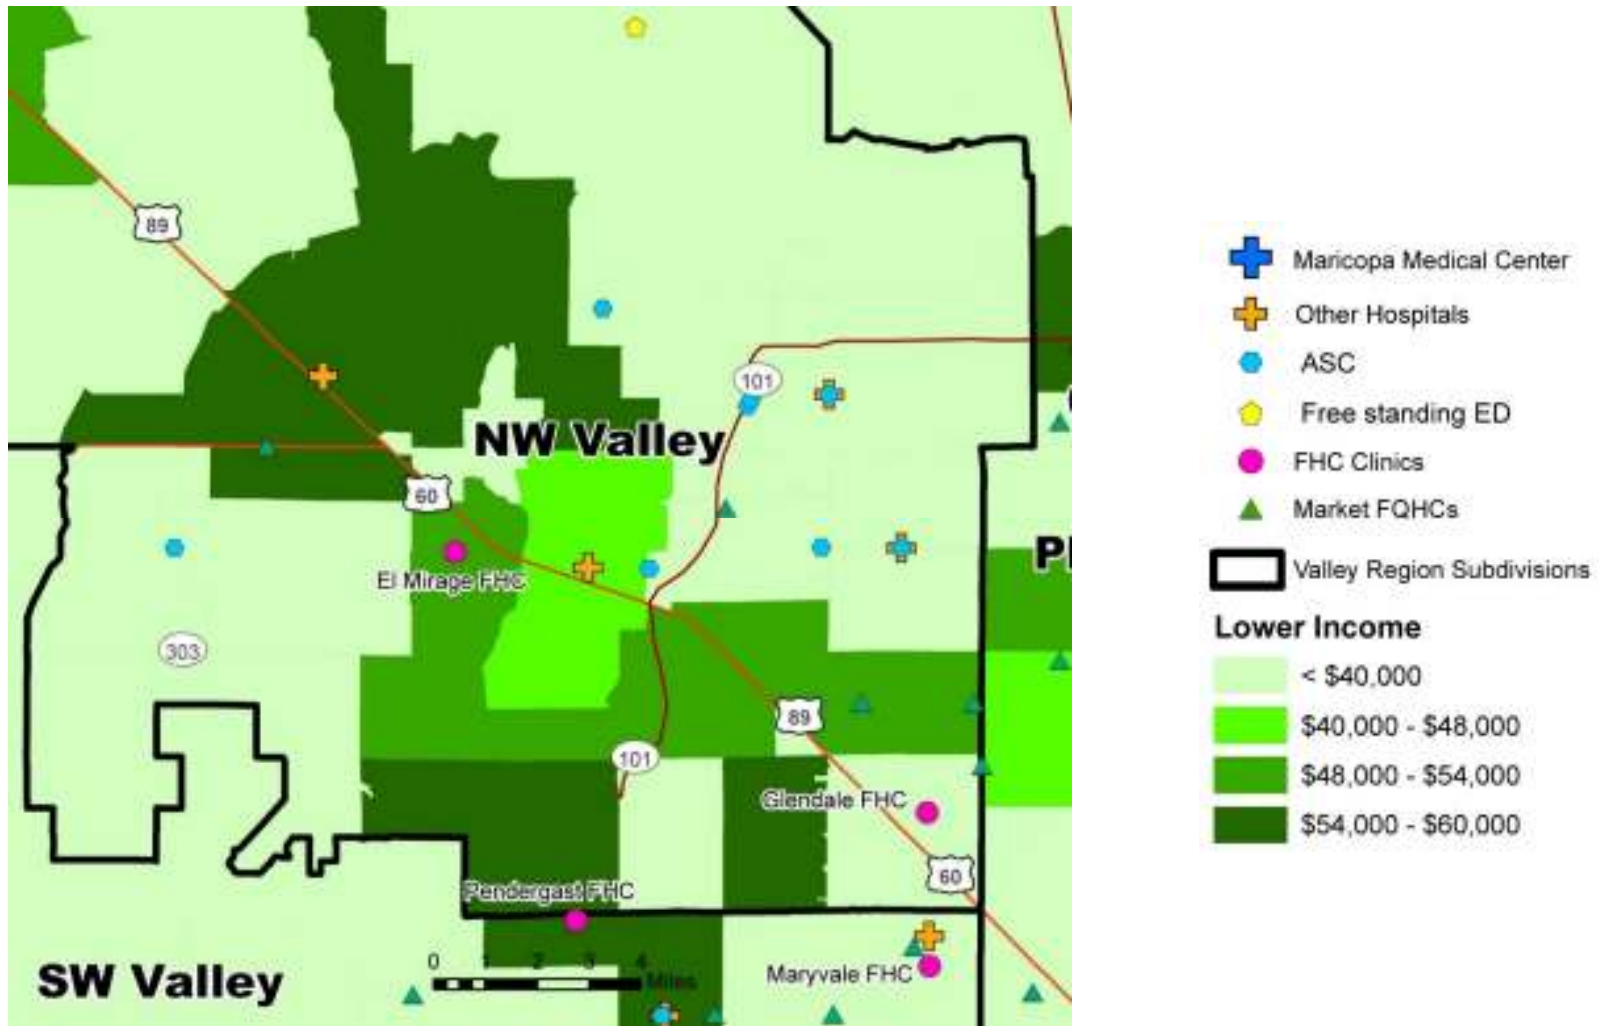 89
101
NW Valley
60
El Mirage FHC
303
89
101
Glendale FHC
60
Pendergast FHC
0 1 2 3 4
Miles
SW Valley
Maryvale FHC
Maricopa Medical Center
Other Hospitals
ASC
Free standing ED
FHC Clinics
Market FQHCs
Valley Region Subdivisions
Lower Income
< $40,000
$40,000 - $48,000
$48,000 - $54,000
$54,000 - $60,000